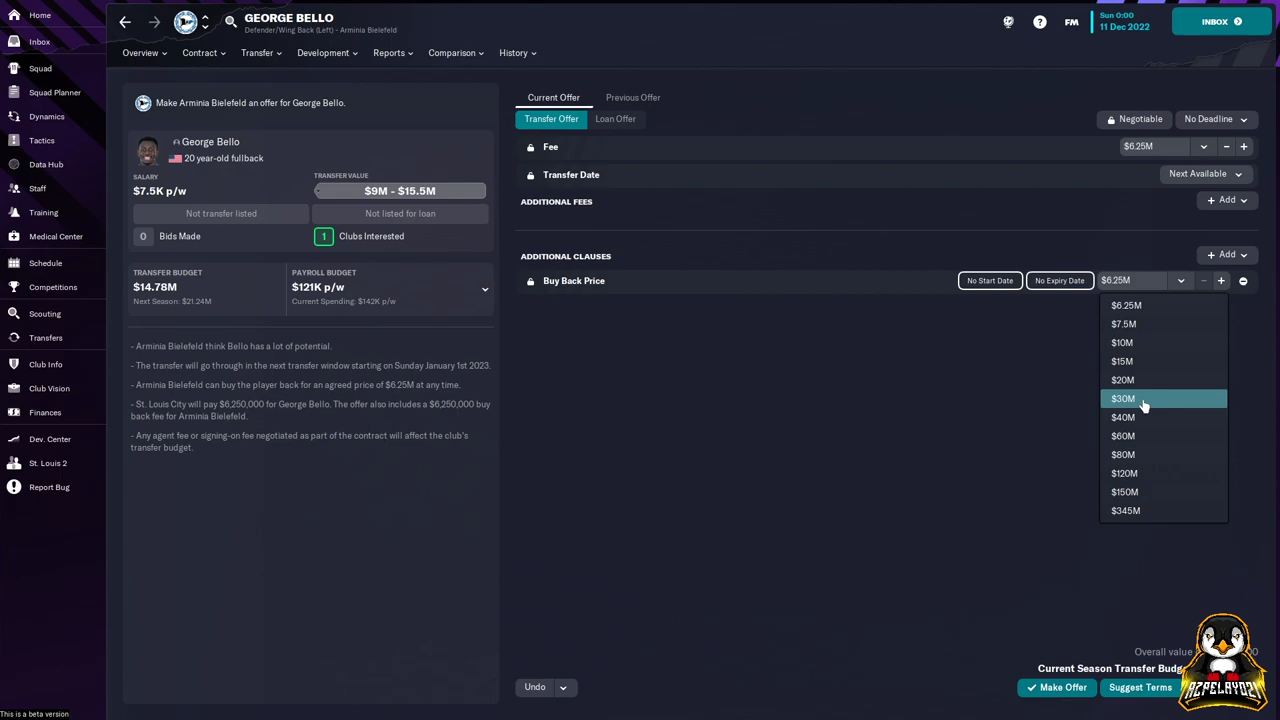 Home
Inbox
Squad
Squad Planner
Dynamics
Tactics
Data Hub
Staff
Training
Medical Center
Schedule
Competitions
Scouting
Transfers
Club Info
Club Vision
Finances
Dev. Center
St. Louis 2
Report Bug
This is a beta version
GEORGE BELLO
Defender/Wing Back (Left) - Arminia Bielefeld
FM
Sun 0:00
11 Dec 2022
INBOX
Overview
Contract
Transfer
Development
Reports
Comparison
History
Make Arminia Bielefeld an offer for George Bello.
George Bello
20 year-old fullback
SALARY
$7.5K p/w
TRANSFER VALUE
$9M - $15.5M
Not transfer listed
Not listed for loan
0 Bids Made
1 Clubs Interested
TRANSFER BUDGET
$14.78M
Next Season: $21.24M
PAYROLL BUDGET
$121K p/w
Current Spending: $142K p/w
- Arminia Bielefeld think Bello has a lot of potential.
- The transfer will go through in the next transfer window starting on Sunday January 1st 2023.
- Arminia Bielefeld can buy the player back for an agreed price of $6.25M at any time.
- St. Louis City will pay $6,250,000 for George Bello. The offer also includes a $6,250,000 buy
back fee for Arminia Bielefeld.
- Any agent fee or signing-on fee negotiated as part of the contract will affect the club's
transfer budget.
Current Offer
Previous Offer
Transfer Offer
Loan Offer
Negotiable
No Deadline
Fee
$6.25M
Transfer Date
Next Available
ADDITIONAL FEES
+ Add
ADDITIONAL CLAUSES
+ Add
Buy Back Price
No Start Date
No Expiry Date
$6.25M
$6.25M
$7.5M
$10M
$15M
$20M
$30M
$40M
$60M
$80M
$120M
$150M
$345M
Overall value
Current Season Transfer
Undo
Make Offer
Suggest Terms
AZPELAYO21